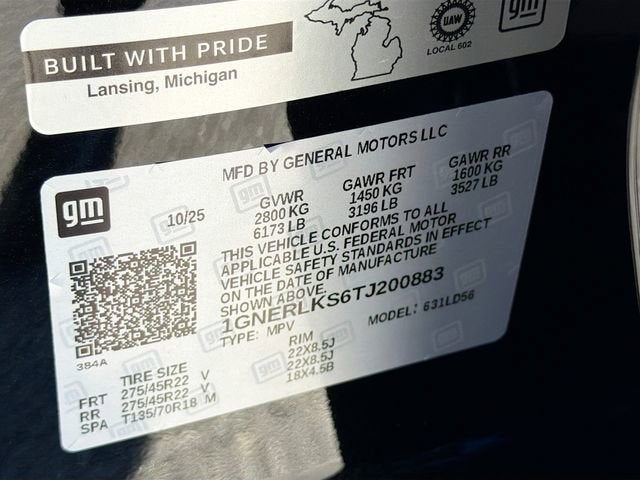 BUILT WITH PRIDE
Lansing, Michigan
UAW
LOCAL 602
gm
MFD BY GENERAL MOTORS LLC
gm
10/25
GVWR GAWR FRT GAWR RR
2800 KG 1450 KG 1600 KG
6173 LB 3196 LB 3527 LB
THIS VEHICLE CONFORMS TO ALL
APPLICABLE U.S. FEDERAL MOTOR
VEHICLE SAFETY STANDARDS IN EFFECT
ON THE DATE OF MANUFACTURE
SHOWN ABOVE.
1GNERLKS6TJ200883
TYPE: MPV MODEL: 631LD56
384A
TIRE SIZE RIM
FRT 275/45R22 V 22X8.5J
RR 275/45R22 V 22X8.5J
SPA T135/70R18 M 18X4.5B